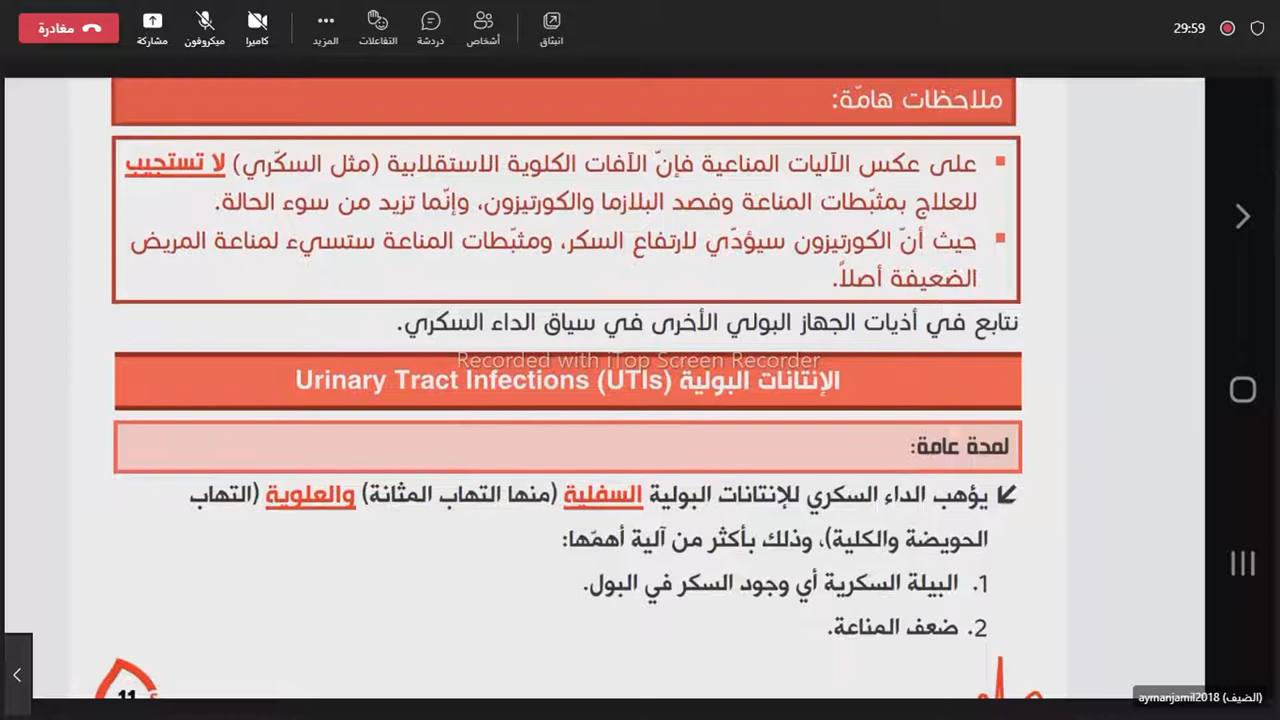 مغادرة
مشاركة
ميكروفون
كاميرا
المزيد
التفاعلات
دردشة
أشخاص
انبثاق
29:59
ملاحظات هامّة:
على عكس الآليات المناعية فإنّ الآفات الكلوية الاستقلابية (مثل السكّري) لا تستجيب
للعلاج بمثبّطات المناعة وفصد البلازما والكورتيزون، وإنّما تزيد من سوء الحالة.
حيث أنّ الكورتيزون سيؤدّي لارتفاع السكر، ومثبّطات المناعة ستسيء لمناعة المريض
الضعيفة أصلاً.
نتابع في أذيات الجهاز البولي الأخرى في سياق الداء السكري.
Recorded with iTop Screen Recorder
الإنتانات البولية Urinary Tract Infections (UTIs)
لمحة عامة:
يؤهب الداء السكري للإنتانات البولية السفلية (منها التهاب المثانة) والعلوية (التهاب
الحويضة والكلية)، وذلك بأكثر من آلية أهمّها:
1. البيلة السكرية أي وجود السكر في البول.
2. ضعف المناعة.
11
aymanjamil2018 (الضيف)